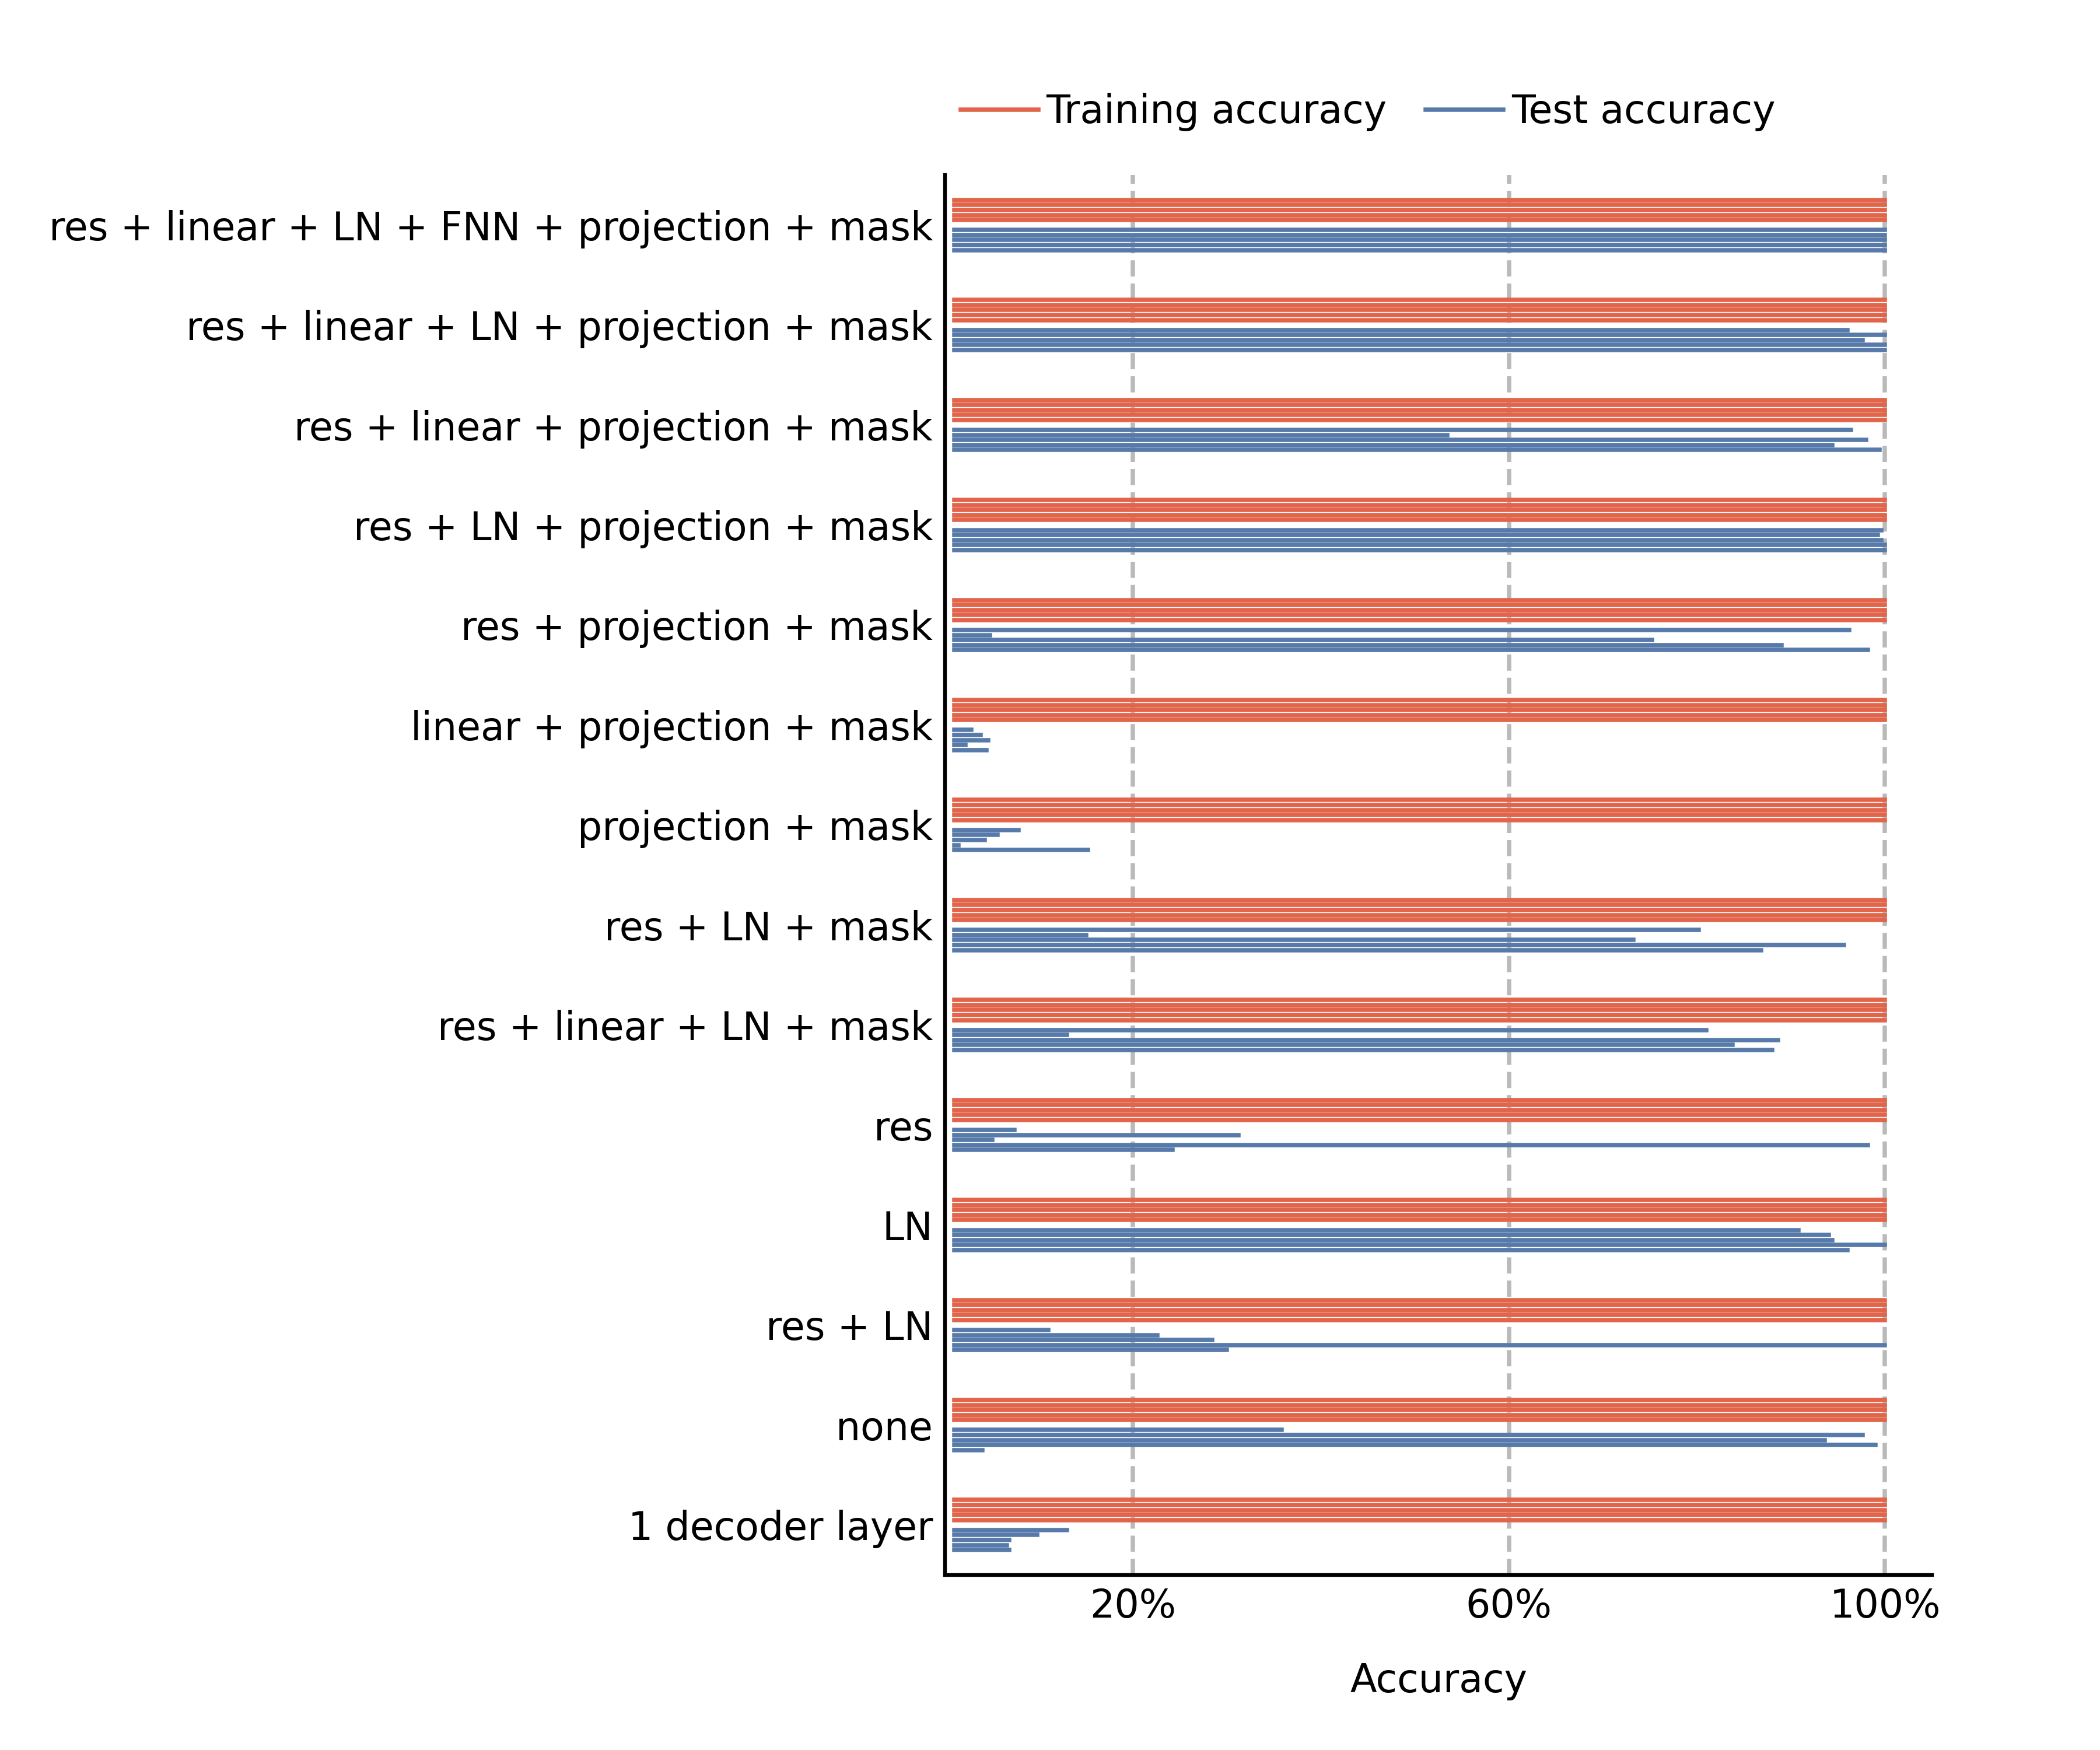 Training accuracy
Test accuracy
res + linear + LN + FNN + projection + mask
res + linear + LN + projection + mask
res + linear + projection + mask
res + LN + projection + mask
res + projection + mask
linear + projection + mask
projection + mask
res + LN + mask
res + linear + LN + mask
res
LN
res + LN
none
1 decoder layer
20%
60%
100%
Accuracy